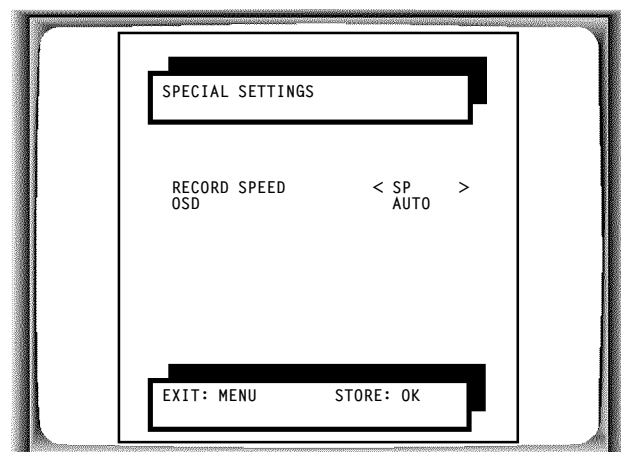 SPECIAL SETTINGS
RECORD SPEED < SP >
OSD AUTO
EXIT: MENU STORE: OK